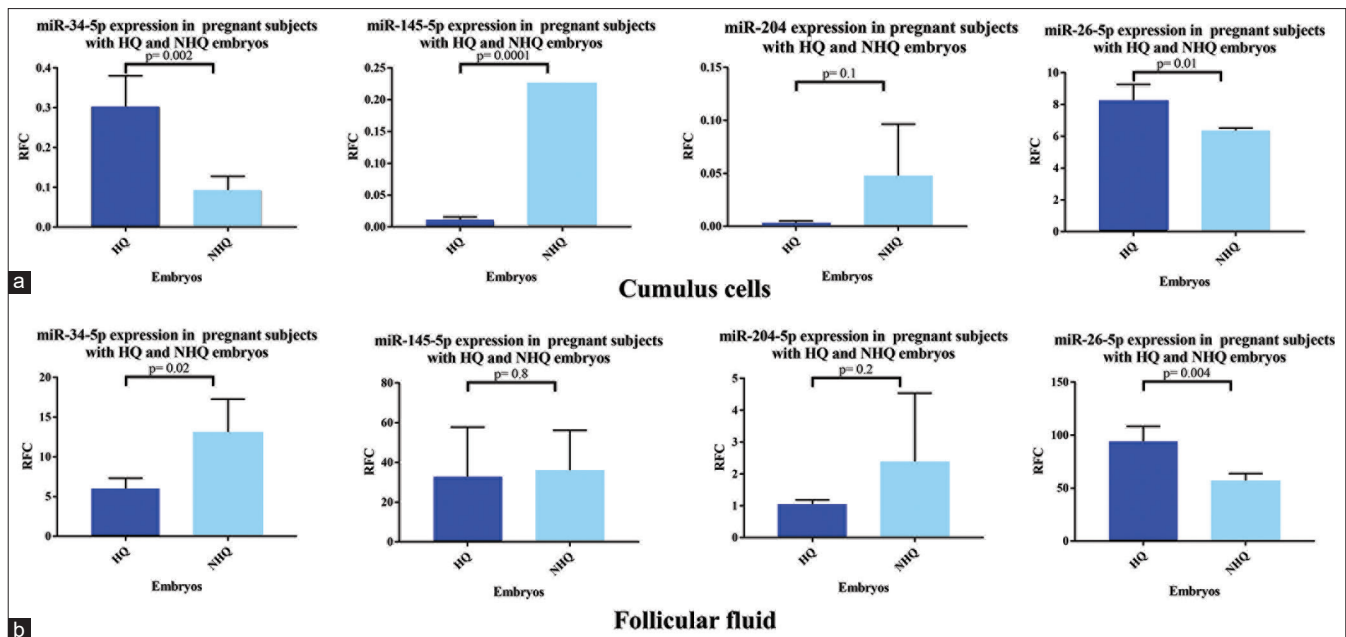 miR-34-5p expression in pregnant subjects
with HQ and NHQ embryos
p= 0.002
0.4
0.3
0.2
0.1
0.0
RFC
HQ
NHQ
Embryos
miR-145-5p expression in pregnant subjects
with HQ and NHQ embryos
p= 0.0001
0.25
0.20
0.15
0.10
0.05
0.00
RFC
HQ
NHQ
Embryos
miR-204 expression in pregnant subjects
with HQ and NHQ embryos
p= 0.1
0.15
0.10
0.05
0.00
RFC
HQ
NHQ
Embryos
miR-26-5p expression in pregnant subjects
with HQ and NHQ embryos
p= 0.01
10
8
6
4
2
0
RFC
HQ
NHQ
Embryos
a
Cumulus cells
miR-34-5p expression in pregnant subjects
with HQ and NHQ embryos
p= 0.02
20
15
10
5
0
RFC
HQ
NHQ
Embryos
miR-145-5p expression in pregnant subjects
with HQ and NHQ embryos
p= 0.8
80
60
40
20
0
RFC
HQ
NHQ
Embryos
miR-204-5p expression in pregnant subjects
with HQ and NHQ embryos
p= 0.2
5
4
3
2
1
0
RFC
HQ
NHQ
Embryos
miR-26-5p expression in pregnant subjects
with HQ and NHQ embryos
p= 0.004
150
100
50
0
RFC
HQ
NHQ
Embryos
b
Follicular fluid